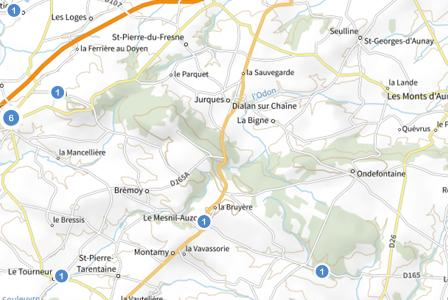 D107
1
Les Loges
St-Pierre-du-Fresne
Seulline
St-Georges-d'Aunay
la Ferrière au Doyen
le Parquet
la Sauvegarde
la Lande
1
l'Odon
Jurques
Dialan sur Chaîne
Les Monts d'Au
6
La Bigne
Quévrus
le F
la Mancellière
D165A
Ondefontaine
Brémoy
la Bruyère
le Bressis
Le Mesnil-Auzo
1
D26
Montamy
la Vavassorie
St-Pierre-
Tarentaine
Le Tourneur
1
1
D165
la Vautelière
Souleuvre